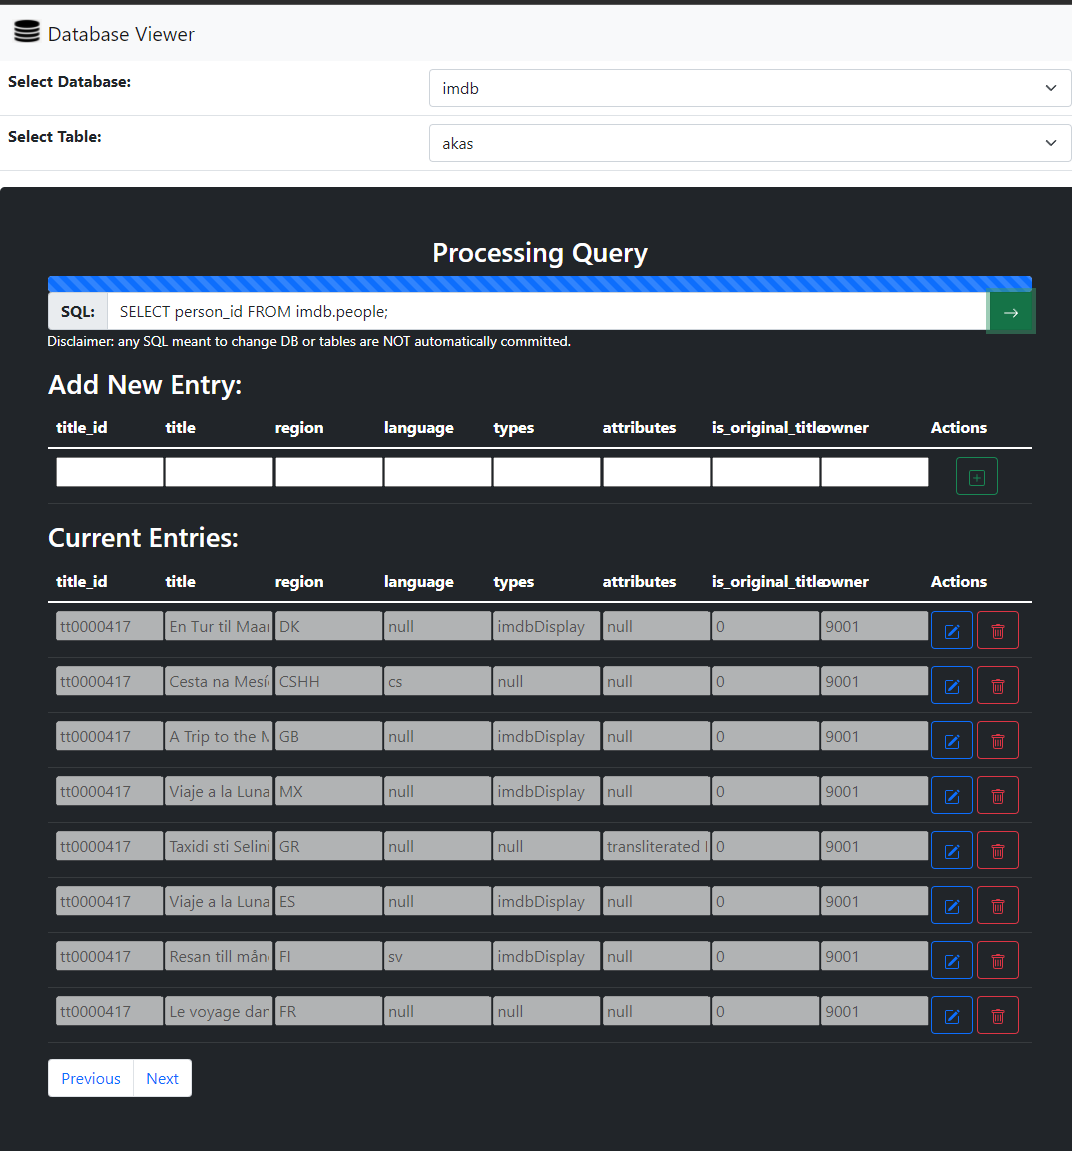 Database Viewer
Select Database: imdb
Select Table: akas
Processing Query
SQL: SELECT person_id FROM imdb.people;
Disclaimer: any SQL meant to change DB or tables are NOT automatically committed.
Add New Entry:
title_id title region language types attributes is_original_title owner Actions
Current Entries:
title_id title region language types attributes is_original_title owner Actions
tt0000417 En Tur til Maa DK null imdbDisplay null 0 9001
tt0000417 Cesta na Mesí CSHH cs null null 0 9001
tt0000417 A Trip to the M GB null imdbDisplay null 0 9001
tt0000417 Viaje a la Luna MX null imdbDisplay null 0 9001
tt0000417 Taxidi sti Selini GR null null transliterated 0 9001
tt0000417 Viaje a la Luna ES null imdbDisplay null 0 9001
tt0000417 Resan till mån FI sv imdbDisplay null 0 9001
tt0000417 Le voyage dan FR null null null 0 9001
Previous Next